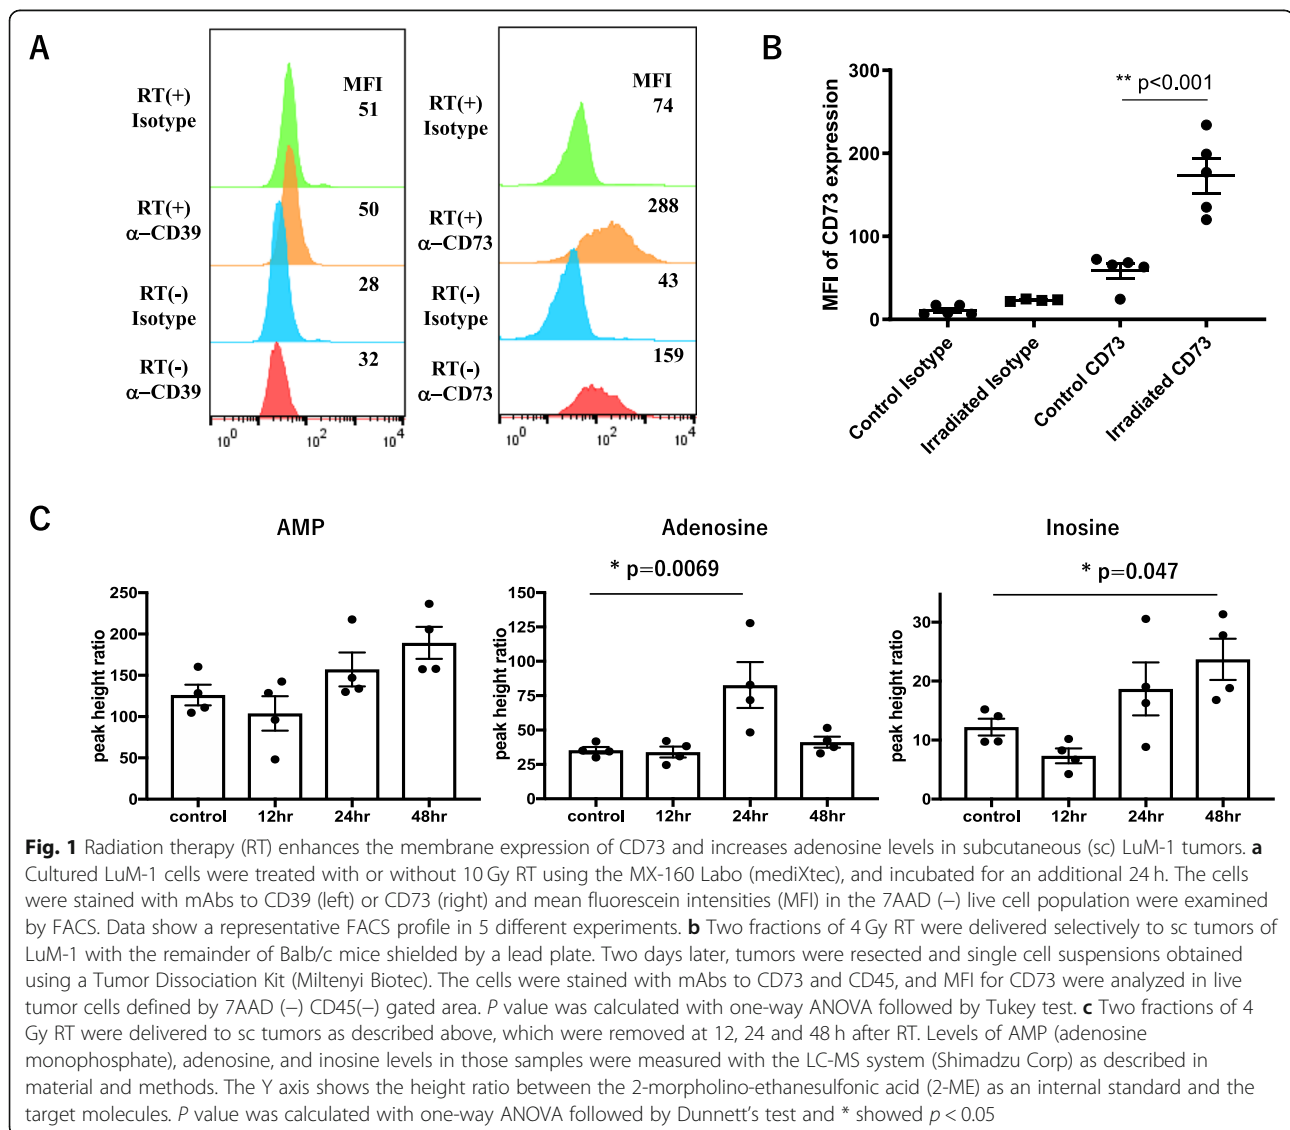 A
RT(+)
Isotype
MFI
51
RT(+)
α–CD39
50
RT(-)
Isotype
28
RT(-)
α–CD39
32
10^0 10^2 10^4
RT(+)
Isotype
MFI
74
RT(+)
α–CD73
288
RT(-)
Isotype
43
RT(-)
α–CD73
159
10^0 10^2 10^4
B
** p<0.001
MFI of CD73 expression
300
200
100
0
Control Isotype
Irradiated Isotype
Control CD73
Irradiated CD73
C
AMP
peak height ratio
250
200
150
100
50
0
control 12hr 24hr 48hr
Adenosine
* p=0.0069
peak height ratio
150
125
100
75
50
25
0
control 12hr 24hr 48hr
Inosine
* p=0.047
peak height ratio
30
20
10
0
control 12hr 24hr 48hr
Fig. 1 Radiation therapy (RT) enhances the membrane expression of CD73 and increases adenosine levels in subcutaneous (sc) LuM-1 tumors. a
Cultured LuM-1 cells were treated with or without 10 Gy RT using the MX-160 Labo (mediXtec), and incubated for an additional 24 h. The cells
were stained with mAbs to CD39 (left) or CD73 (right) and mean fluorescein intensities (MFI) in the 7AAD (−) live cell population were examined
by FACS. Data show a representative FACS profile in 5 different experiments. b Two fractions of 4 Gy RT were delivered selectively to sc tumors of
LuM-1 with the remainder of Balb/c mice shielded by a lead plate. Two days later, tumors were resected and single cell suspensions obtained
using a Tumor Dissociation Kit (Miltenyi Biotec). The cells were stained with mAbs to CD73 and CD45, and MFI for CD73 were analyzed in live
tumor cells defined by 7AAD (−) CD45(−) gated area. P value was calculated with one-way ANOVA followed by Tukey test. c Two fractions of 4
Gy RT were delivered to sc tumors as described above, which were removed at 12, 24 and 48 h after RT. Levels of AMP (adenosine
monophosphate), adenosine, and inosine levels in those samples were measured with the LC-MS system (Shimadzu Corp) as described in
material and methods. The Y axis shows the height ratio between the 2-morpholino-ethanesulfonic acid (2-ME) as an internal standard and the
target molecules. P value was calculated with one-way ANOVA followed by Dunnett's test and * showed p < 0.05